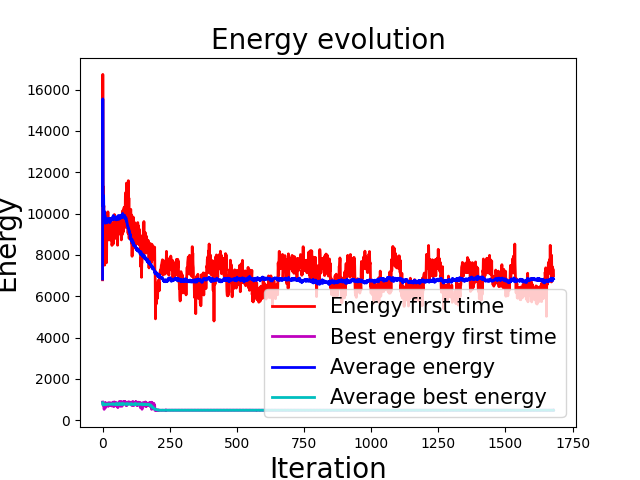 Energy evolution
Energy
16000
14000
12000
10000
8000
6000
4000
2000
0
Energy first time
Best energy first time
Average energy
Average best energy
0 250 500 750 1000 1250 1500 1750
Iteration